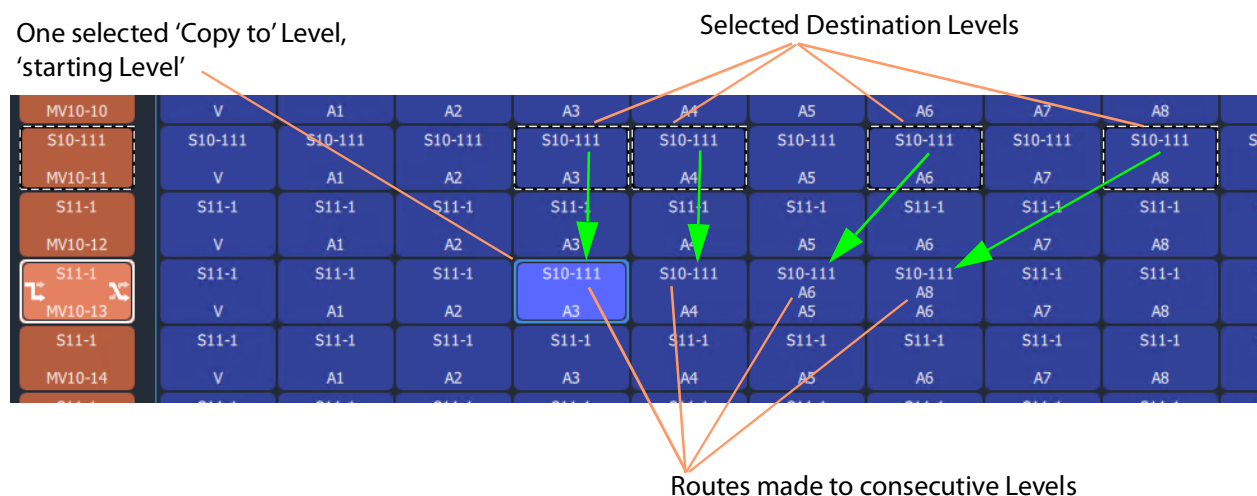 One selected ‘Copy to’ Level,
‘starting Level’
Selected Destination Levels
MV10-10 V A1 A2 A3 A4 A5 A6 A7 A8
S10-111 S10-111 S10-111 S10-111 S10-111 S10-111 S10-111 S10-111 S10-111 S10-111 S
MV10-11 V A1 A2 A3 A4 A5 A6 A7 A8
S11-1 S11-1 S11-1 S11-1 S11-1 S11-1 S11-1 S11-1 S11-1 S11-1
MV10-12 V A1 A2 A3 A4 A5 A6 A7 A8
S11-1 S11-1 S11-1 S11-1 S10-111 S10-111 S10-111 S10-111 S11-1 S11-1
A6 A8
MV10-13 V A1 A2 A3 A4 A5 A6 A7 A8
S11-1 S11-1 S11-1 S11-1 S11-1 S11-1 S11-1 S11-1 S11-1 S11-1
MV10-14 V A1 A2 A3 A4 A5 A6 A7 A8
Routes made to consecutive Levels